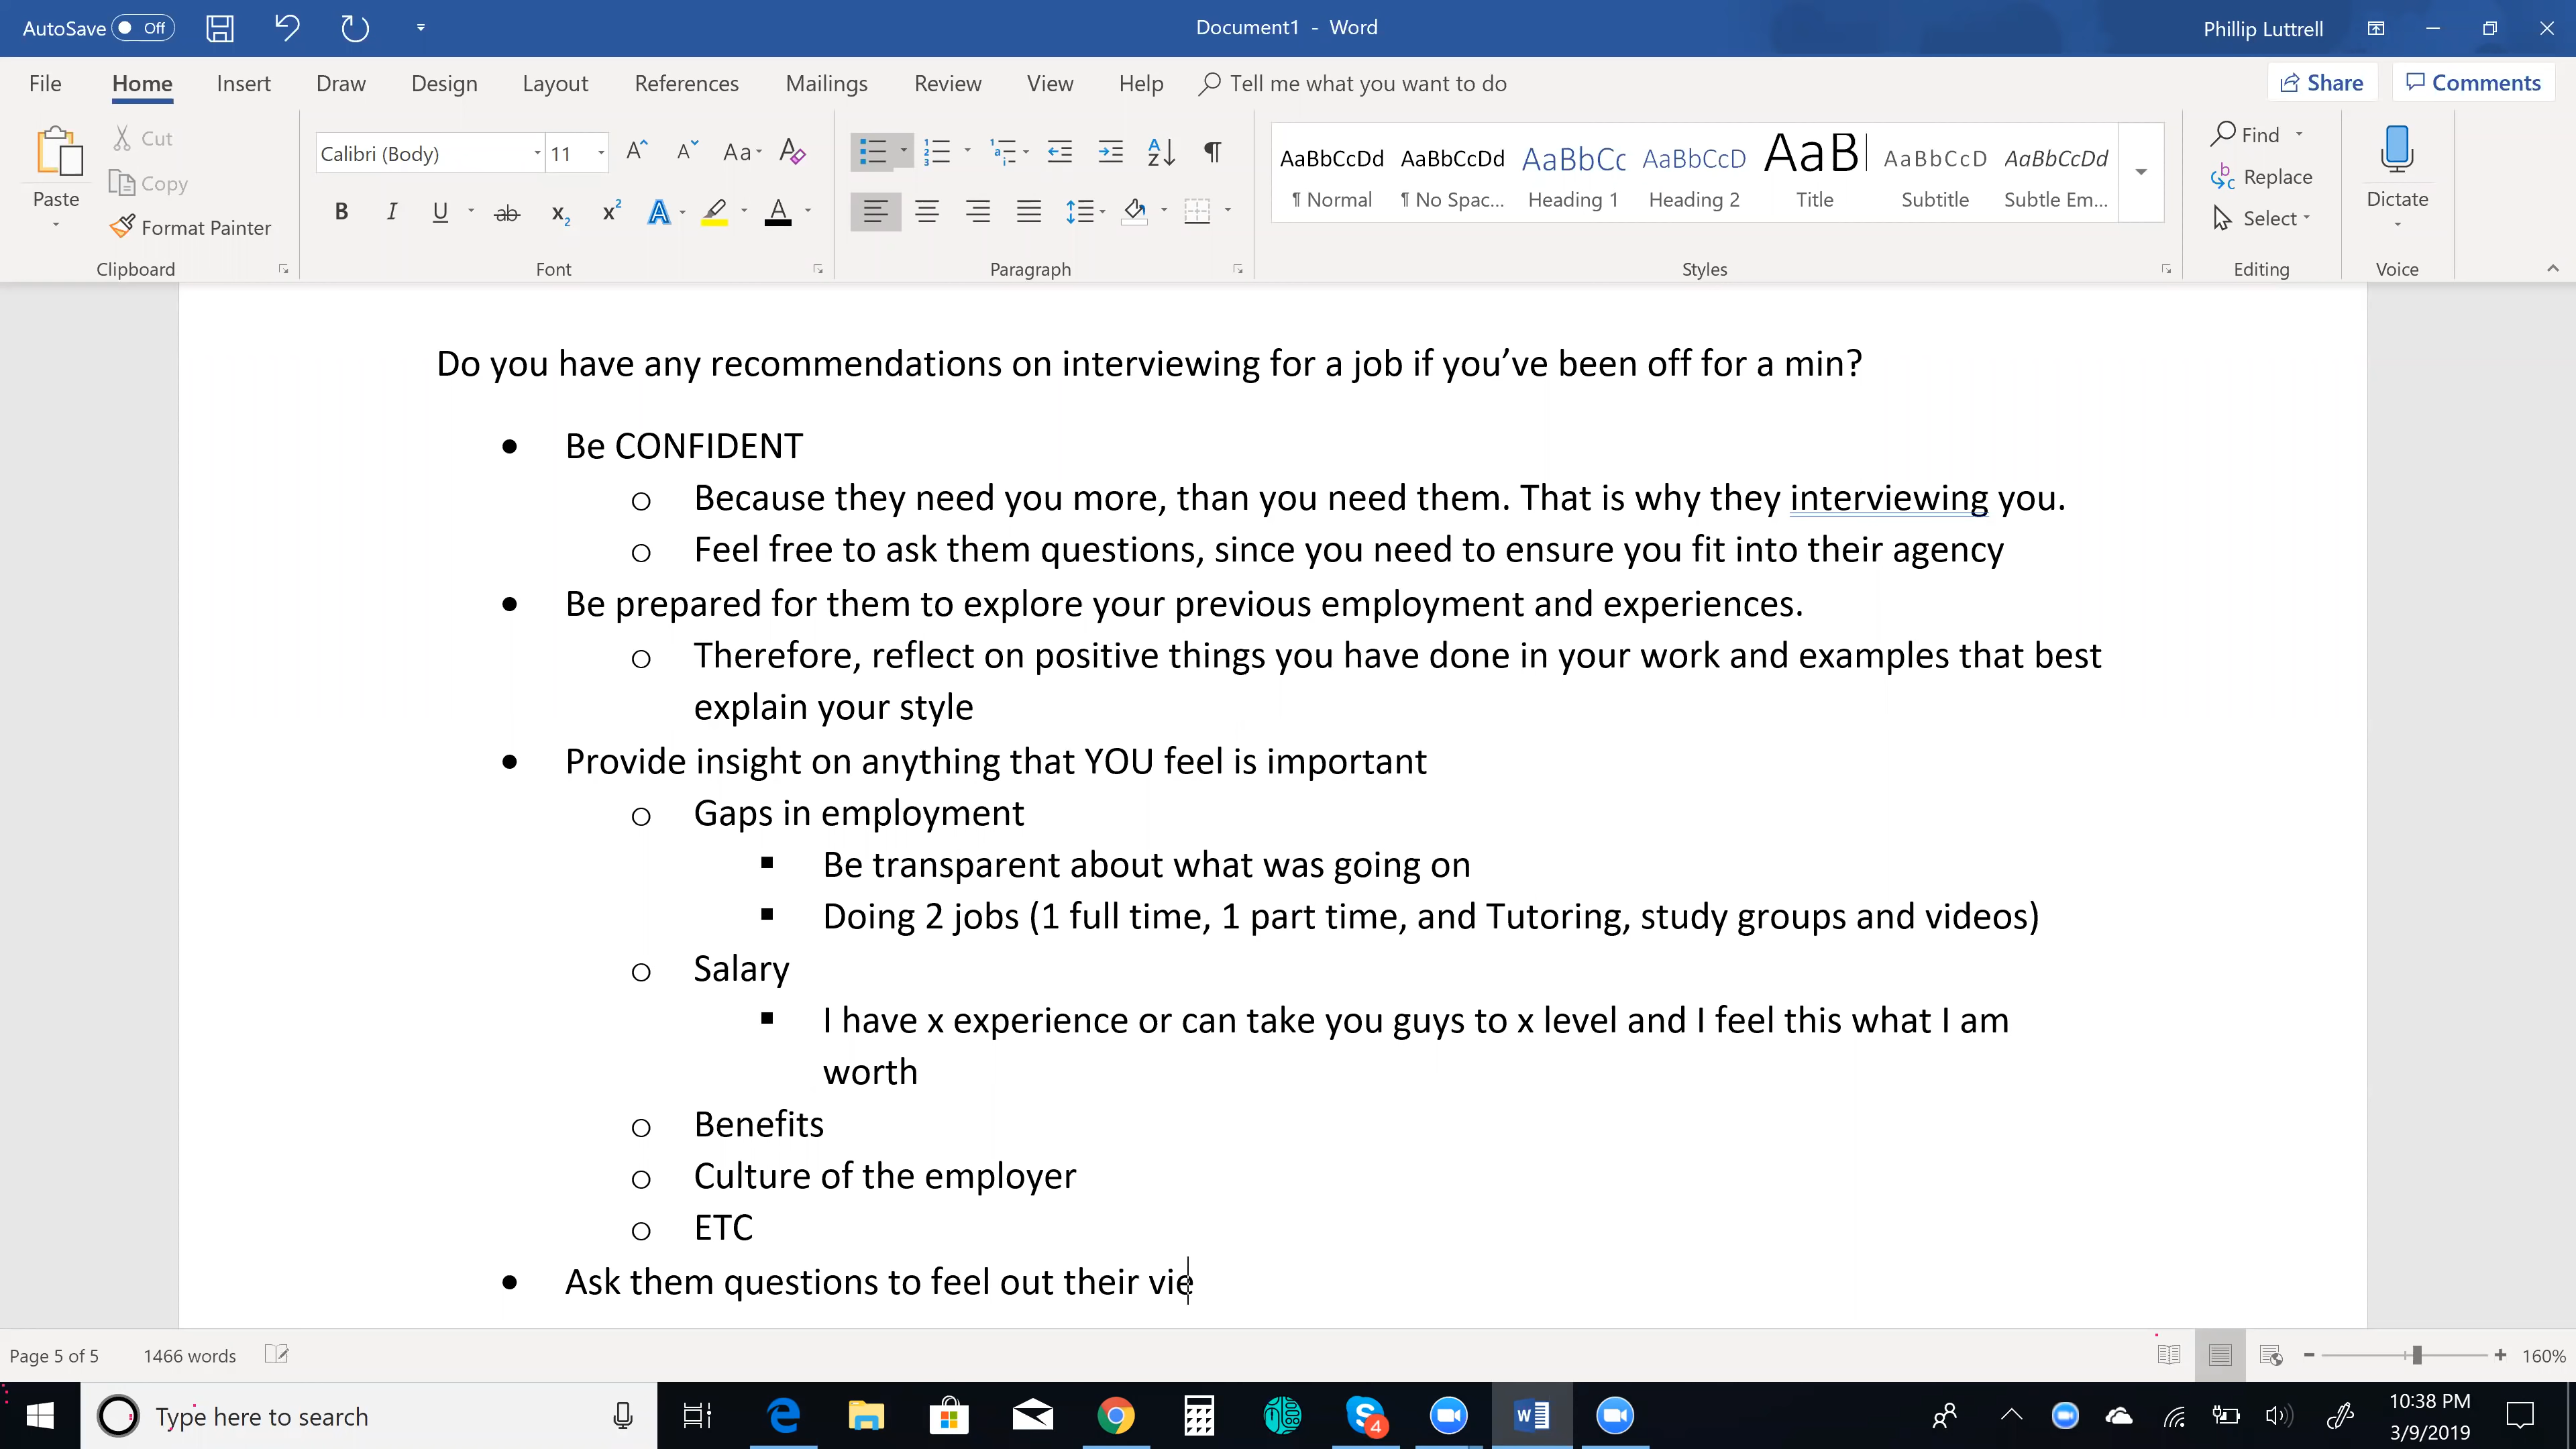 AutoSave Off
Document1 - Word
Phillip Luttrell
File Home Insert Draw Design Layout References Mailings Review View Help Tell me what you want to do
Share Comments
Paste
Cut
Copy
Format Painter
Clipboard
Calibri (Body) 11
Font
Paragraph
AaBbCcDd AaBbCcDd AaBbCc AaBbCcD AaB AaBbCcD AaBbCcDd
¶ Normal ¶ No Spac... Heading 1 Heading 2 Title Subtitle Subtle Em...
Styles
Find
Replace
Select
Editing
Dictate
Voice
Do you have any recommendations on interviewing for a job if you’ve been off for a min?
• Be CONFIDENT
o Because they need you more, than you need them. That is why they interviewing you.
o Feel free to ask them questions, since you need to ensure you fit into their agency
• Be prepared for them to explore your previous employment and experiences.
o Therefore, reflect on positive things you have done in your work and examples that best
explain your style
• Provide insight on anything that YOU feel is important
o Gaps in employment
▪ Be transparent about what was going on
▪ Doing 2 jobs (1 full time, 1 part time, and Tutoring, study groups and videos)
o Salary
▪ I have x experience or can take you guys to x level and I feel this what I am
worth
o Benefits
o Culture of the employer
o ETC
• Ask them questions to feel out their vie
Page 5 of 5 1466 words
160%
Type here to search
4
10:38 PM
3/9/2019